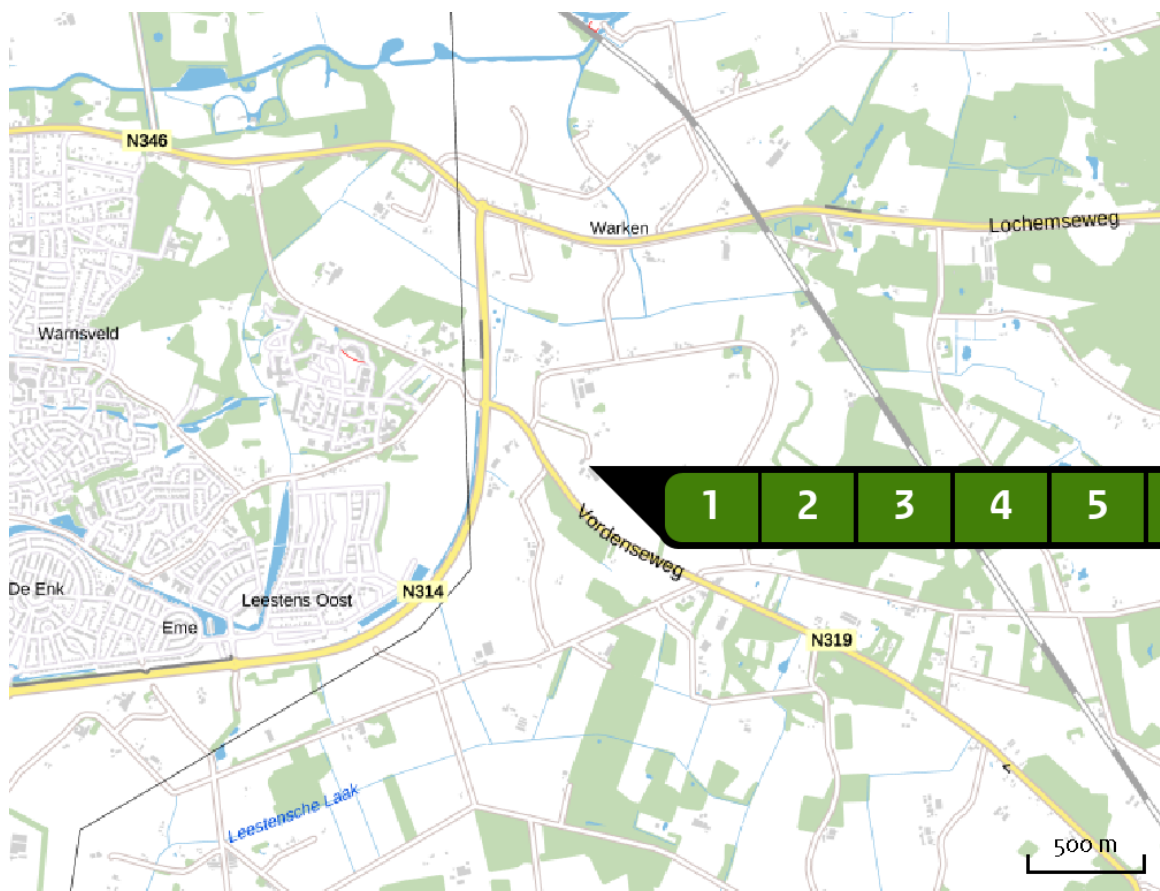 N346
Lochemseweg
Warken
Warnsveld
1 2 3 4 5
Vordenseweg
De Enk
Leestens Oost
N314
Eme
N319
Leestensche Laak
500 m